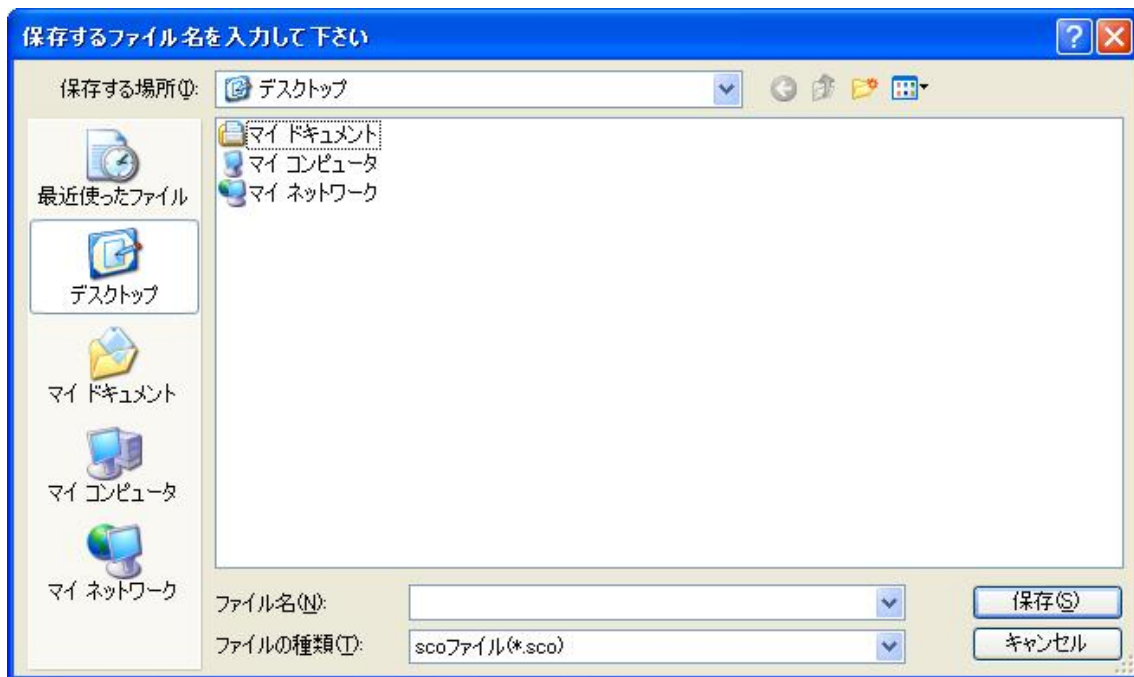 保存するファイル名を入力して下さい
保存する場所(I):
デスクトップ
最近使ったファイル
デスクトップ
マイ ドキュメント
マイ コンピュータ
マイ ネットワーク
マイ ドキュメント
マイ コンピュータ
マイ ネットワーク
ファイル名(N):
保存(S)
ファイルの種類(T):
scoファイル(*.sco)
キャンセル